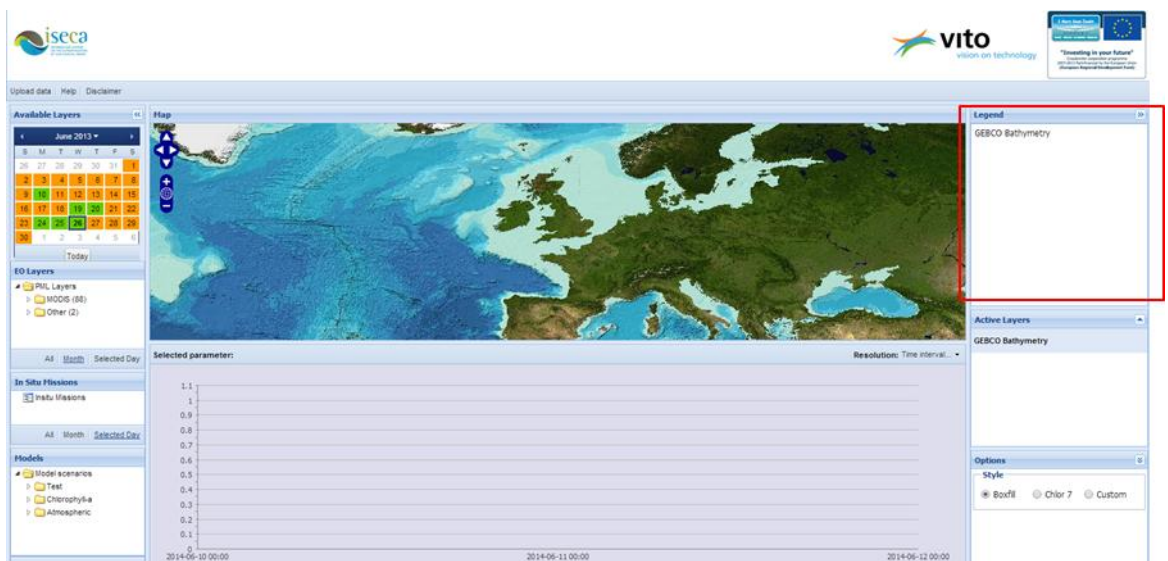 iseca
vito
vision on technology
2 Mers Seas Zeeën
"Investing in your future"
Upload data Help Disclaimer
Available Layers
June 2013
S M T W T F S
26 27 28 29 30 31 1
2 3 4 5 6 7 8
9 10 11 12 13 14 15
16 17 18 19 20 21 22
23 24 25 26 27 28 29
30 1 2 3 4 5 6
Today
EO Layers
PML Layers
MODIS (88)
Other (2)
All Month Selected Day
In Situ Missions
Insitu Missions
All Month Selected Day
Models
Model scenarios
Test
Chlorophyll-a
Atmospheric
Map
Selected parameter:
Resolution: Time interval...
1.1
1
0.9
0.8
0.7
0.6
0.5
0.4
0.3
0.2
0.1
0
2014-06-10 00:00 2014-06-11 00:00 2014-06-12 00:00
Legend
GEBCO Bathymetry
Active Layers
GEBCO Bathymetry
Options
Style
Boxfill Chlor 7 Custom